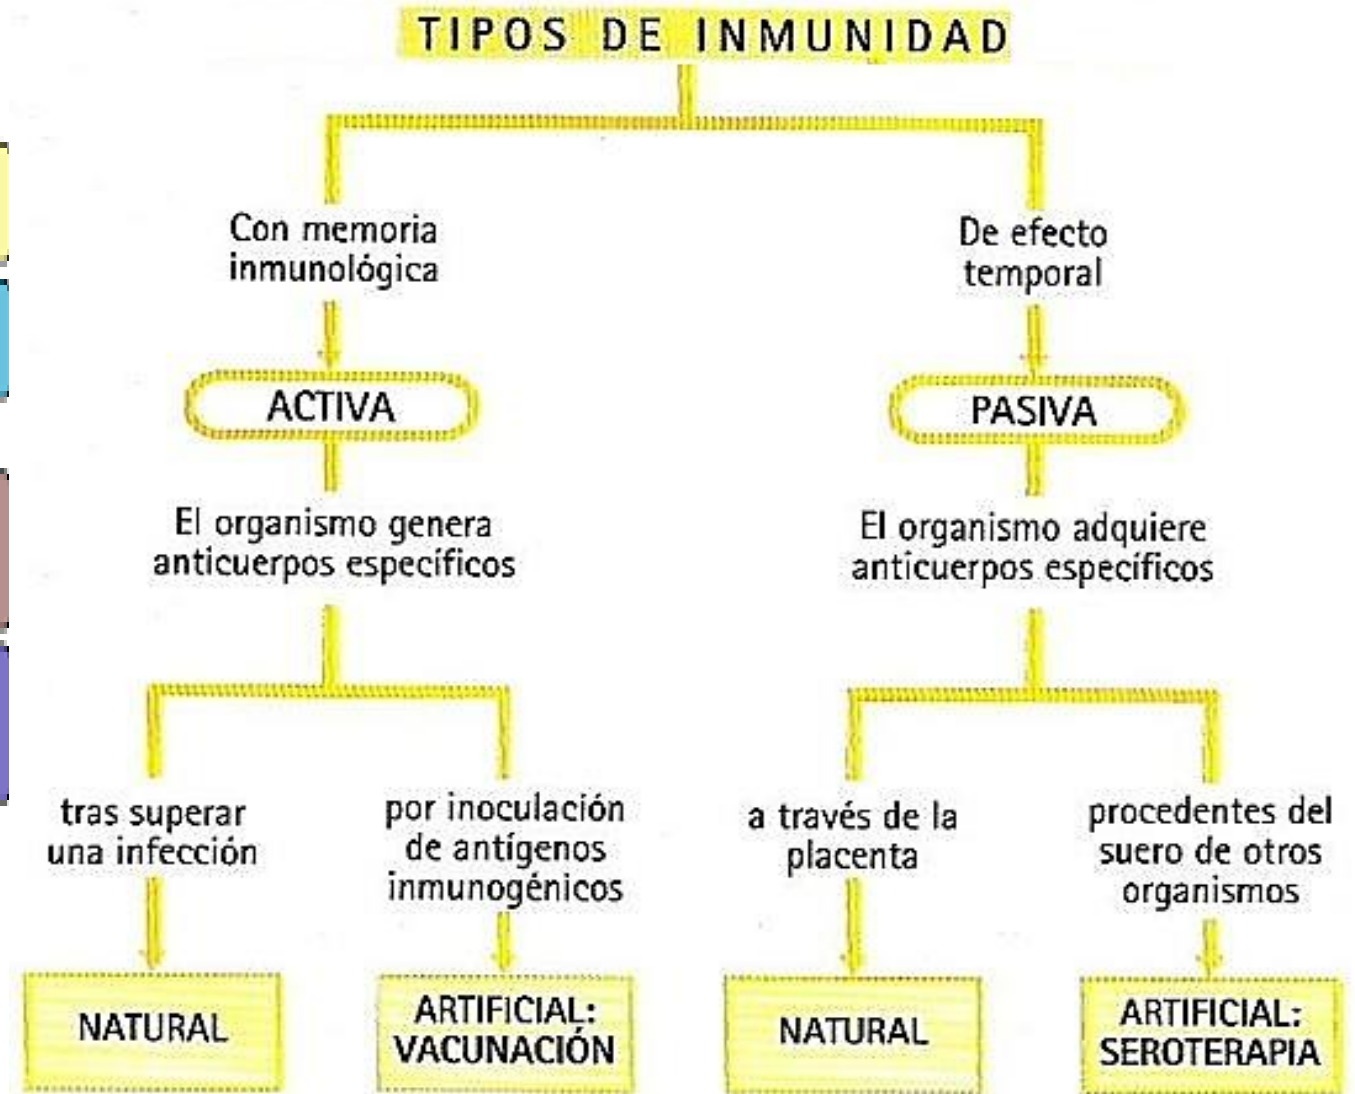 TIPOS DE INMUNIDAD
Con memoria
inmunológica
De efecto
temporal
ACTIVA
PASIVA
El organismo genera
anticuerpos específicos
El organismo adquiere
anticuerpos específicos
tras superar
una infección
por inoculación
de antígenos
inmunogénicos
a través de la
placenta
procedentes del
suero de otros
organismos
NATURAL
ARTIFICIAL:
VACUNACIÓN
NATURAL
ARTIFICIAL:
SEROTERAPIA